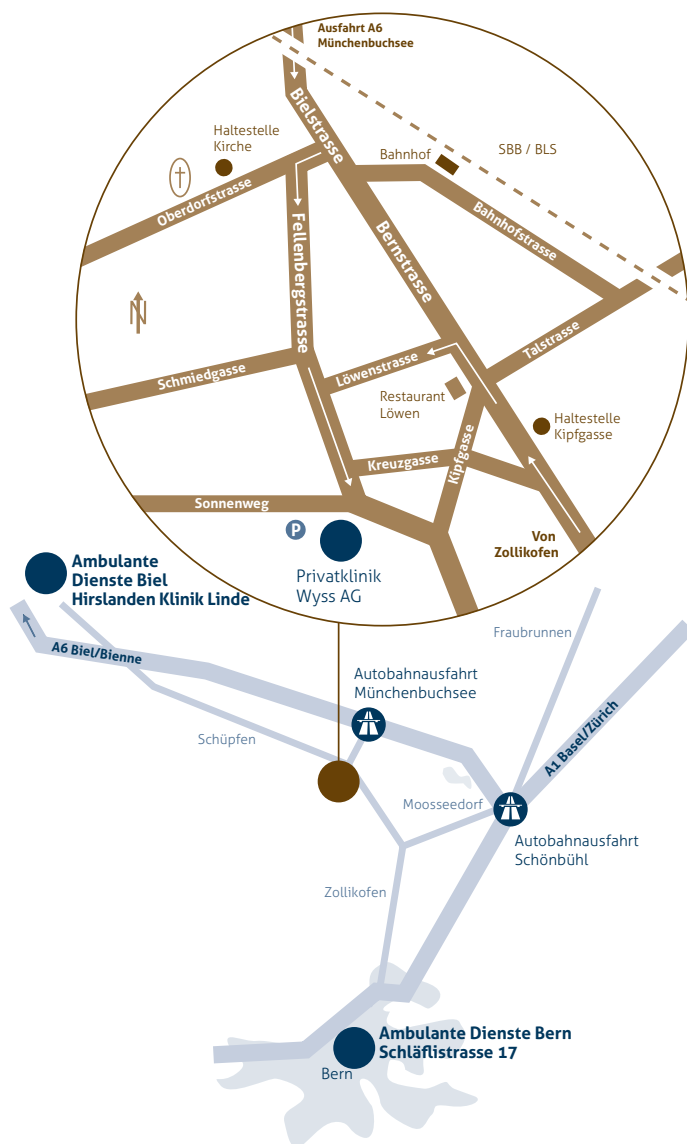 Ausfahrt A6
Münchenbuchsee
Bielstrasse
Haltestelle
Kirche
Bahnhof
SBB / BLS
Oberdorfstrasse
Fellenbergstrasse
Bernstrasse
Bahnhofstrasse
N
Talstrasse
Schmiedgasse
Löwenstrasse
Restaurant
Löwen
Haltestelle
Kipfgasse
Kipfgasse
Kreuzgasse
Sonnenweg
P
Von
Zollikofen
Privatklinik
Wyss AG
Ambulante
Dienste Biel
Hirslanden Klinik Linde
Fraubrunnen
A6 Biel/Bienne
Autobahnausfahrt
Münchenbuchsee
A1 Basel/Zürich
Schüpfen
Moosseedorf
Autobahnausfahrt
Schönbühl
Zollikofen
Ambulante Dienste Bern
Schläflistrasse 17
Bern